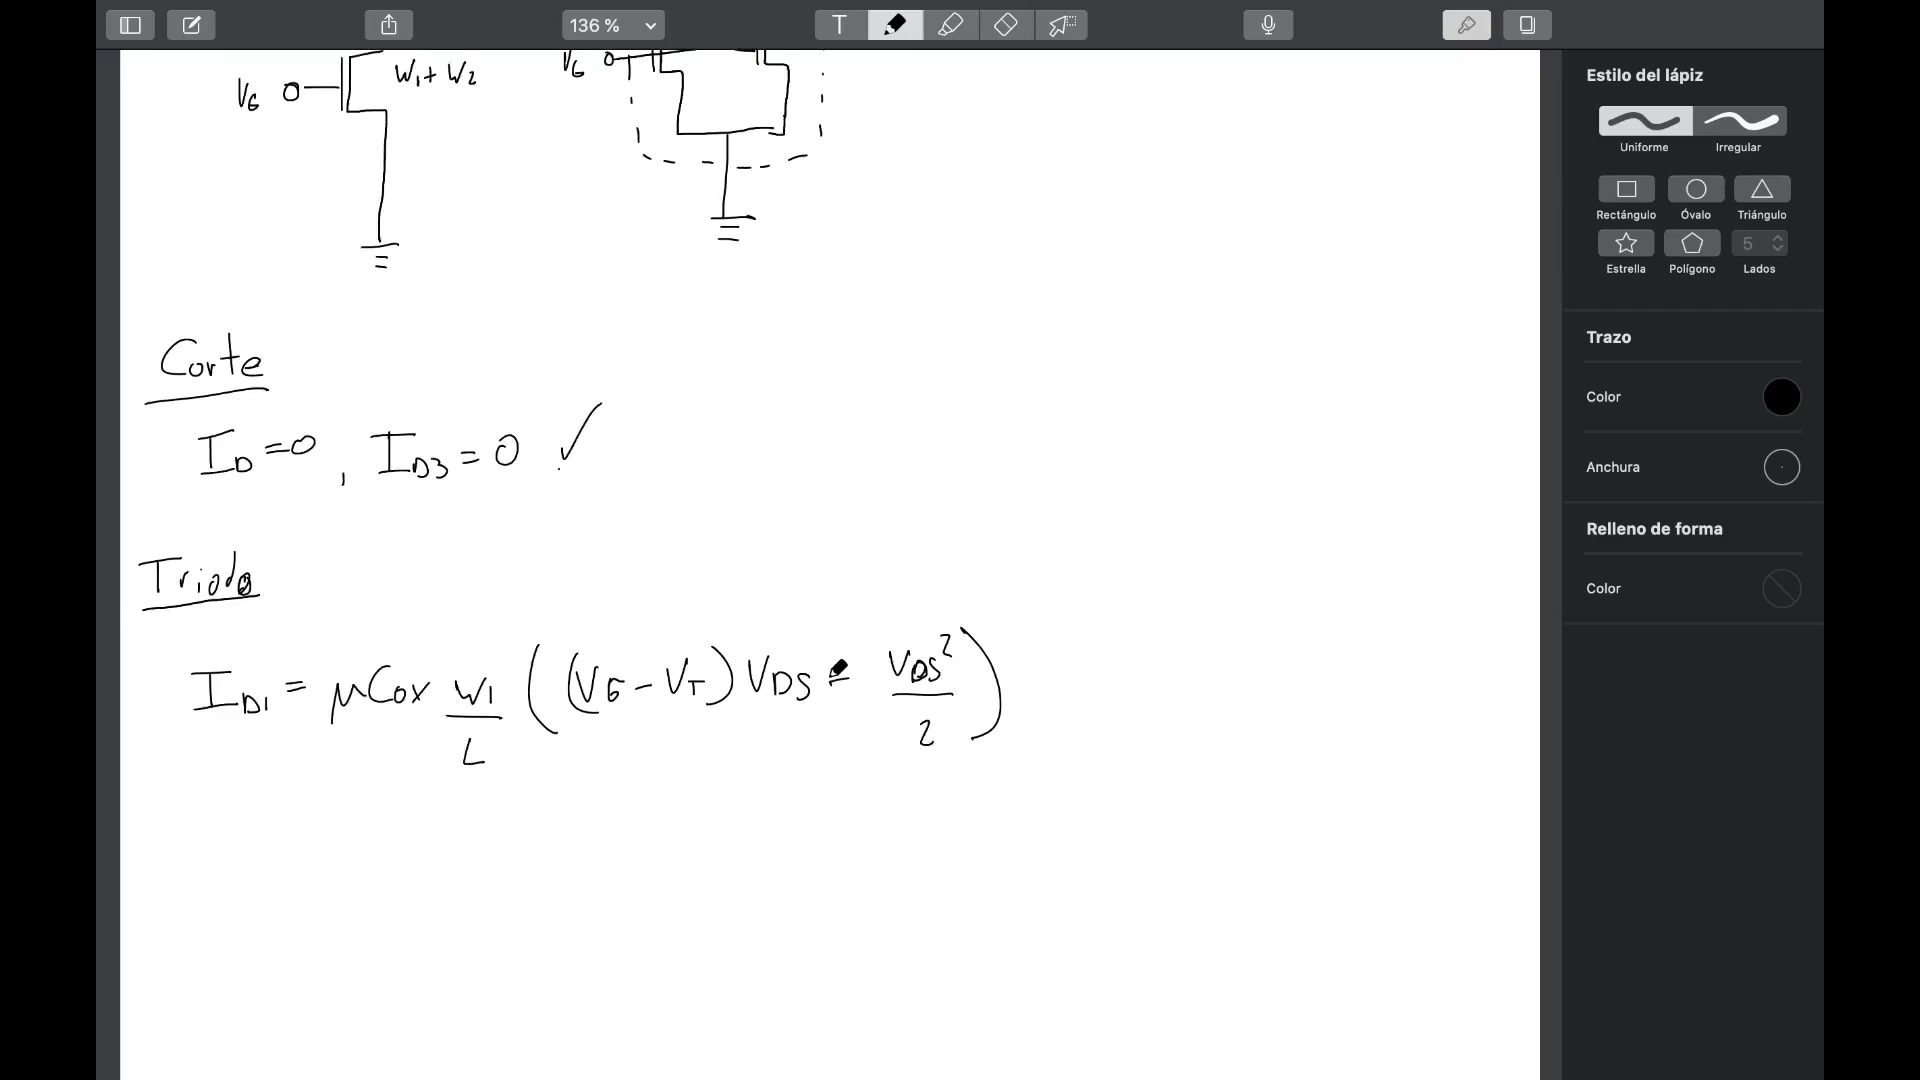 136 %
T
Estilo del lápiz
Uniforme Irregular
Rectángulo Óvalo Triángulo
5
Estrella Polígono Lados
Trazo
Color
Anchura
Relleno de forma
Color
VG W1 + W2
VG
Corte
ID = 0 , ID3 = 0 ✓
Triodo
ID1 = μCox W1/L ((VG - VT) VDS - VDS²/2)